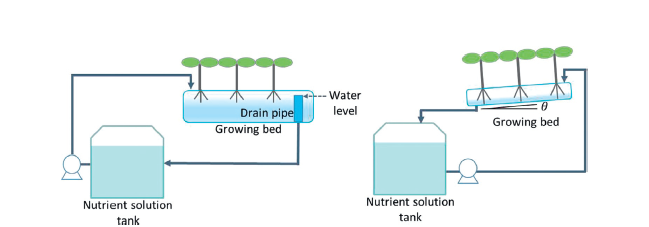 Water
level
Drain pipe
Growing bed
Nutrient solution
tank
θ
Growing bed
Nutrient solution
tank